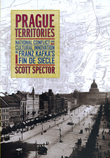 PRAGUE
TERRITORIES
NATIONAL CONFLICT AND
CULTURAL INNOVATION
IN FRANZ KAFKA'S
FIN DE SIÈCLE
SCOTT SPECTOR